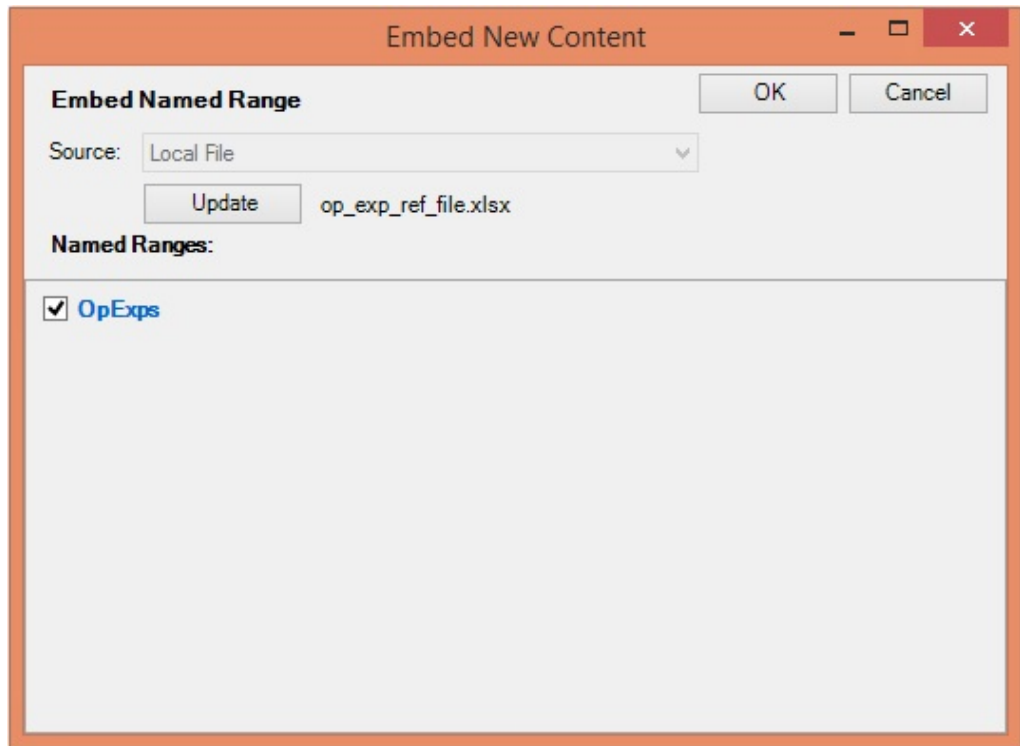 Embed New Content
Embed Named Range
OK
Cancel
Source:
Local File
Update
op_exp_ref_file.xlsx
Named Ranges:
OpExps